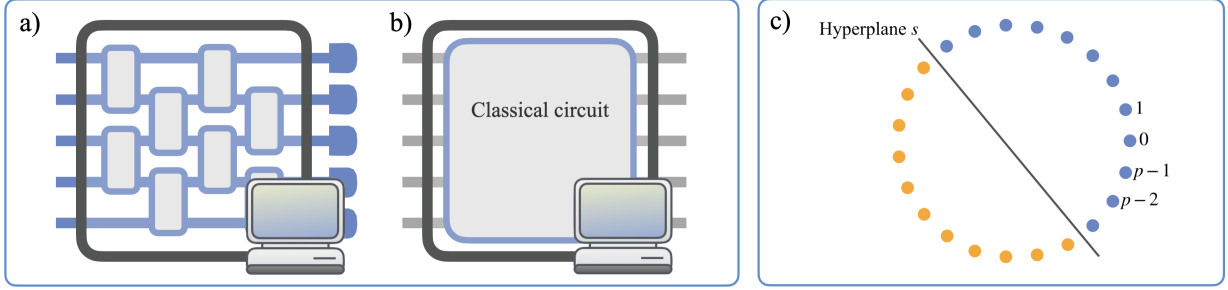 a)
b)
c)
Classical circuit
Hyperplane s
1
0
p − 1
p − 2